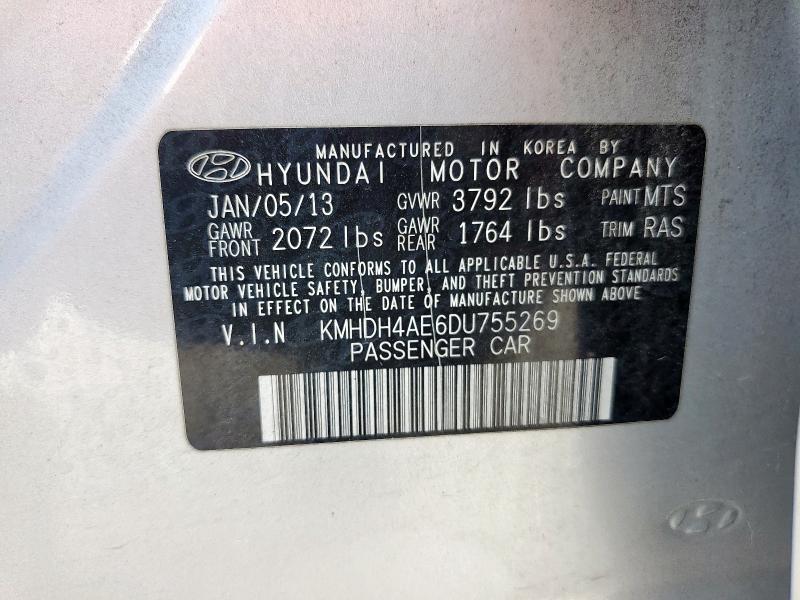 MANUFACTURED IN KOREA BY
HYUNDAI MOTOR COMPANY
JAN/05/13 GVWR 3792 lbs PAINT MTS
GAWR FRONT 2072 lbs GAWR REAR 1764 lbs TRIM RAS
THIS VEHICLE CONFORMS TO ALL APPLICABLE U.S.A. FEDERAL
MOTOR VEHICLE SAFETY, BUMPER, AND THEFT PREVENTION STANDARDS
IN EFFECT ON THE DATE OF MANUFACTURE SHOWN ABOVE
V.I.N KMHDH4AE6DU755269
PASSENGER CAR